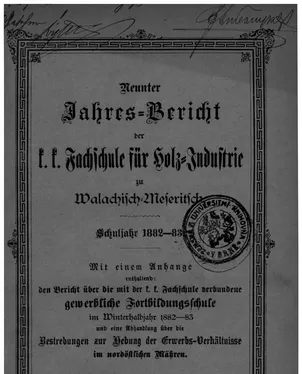 Neunter
Jahres-Bericht
der
k. k. Fachschule für Holz-Industrie
zu
Walachisch-Meseritsch
Schuljahr 1882—83
Mit einem Anhange
enthaltend:
den Bericht über die mit der k. k. Fachschule verbundene
gewerbliche Fortbildungsschule
im Winterhalbjahr 1882—83
und eine Abhandlung über die
Bestrebungen zur Hebung der Erwerbs-Verhältnisse
im nordöstlichen Mähren.